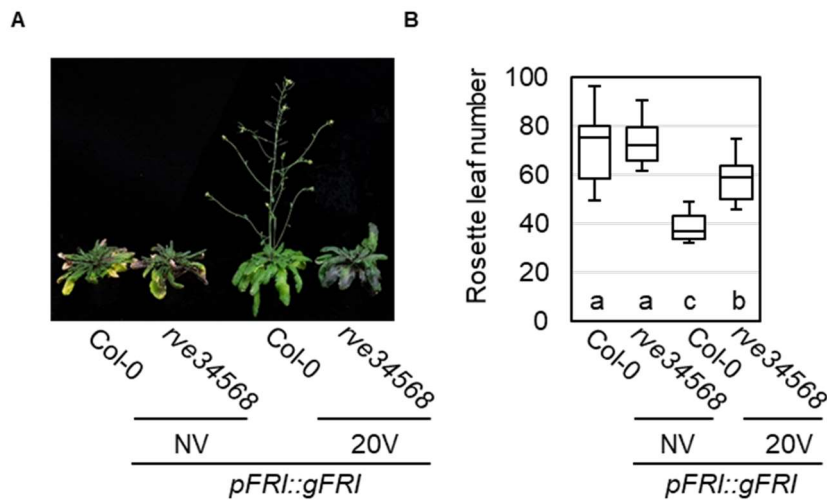 A
Col-0
rve34568
Col-0
rve34568
NV
20V
pFRI::gFRI
B
Rosette leaf number
100
80
60
40
20
0
a a c b
Col-0
rve34568
Col-0
rve34568
NV
20V
pFRI::gFRI